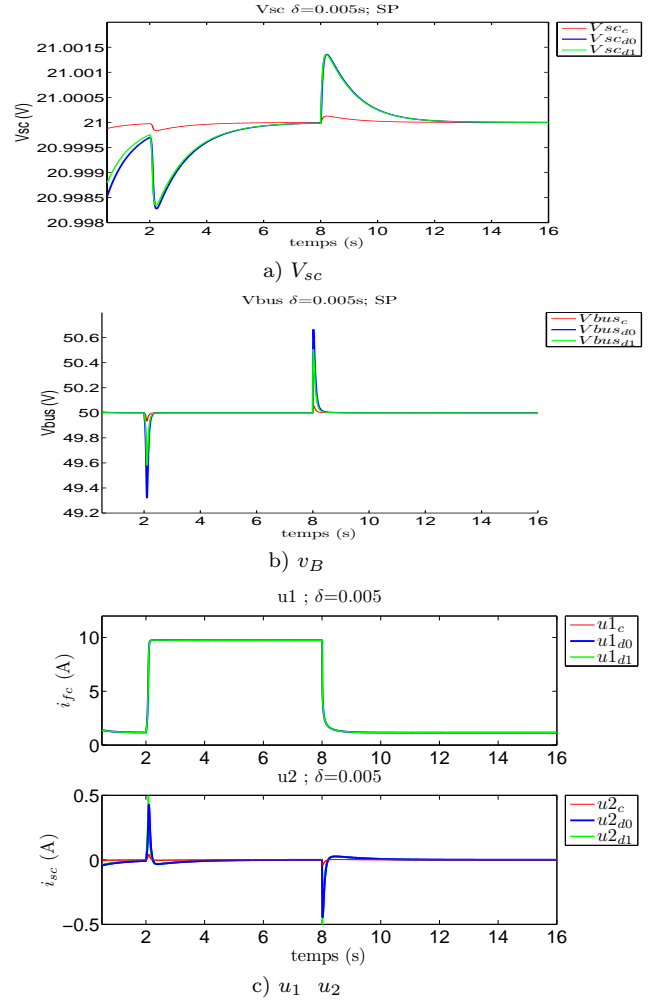 Vsc δ=0.005s; SP
Vsc_c
Vsc_d0
Vsc_d1
Vsc (V)
21.0015
21.001
21.0005
21
20.9995
20.999
20.9985
20.998
2 4 6 8 10 12 14 16
temps (s)
a) V_sc
Vbus δ=0.005s; SP
Vbus_c
Vbus_d0
Vbus_d1
Vbus (V)
50.6
50.4
50.2
50
49.8
49.6
49.4
49.2
2 4 6 8 10 12 14 16
temps (s)
b) v_B
u1 ; δ=0.005
u1_c
u1_d0
u1_d1
i_fc (A)
10
5
0
2 4 6 8 10 12 14 16
u2 ; δ=0.005
u2_c
u2_d0
u2_d1
i_sc (A)
0.5
0
−0.5
2 4 6 8 10 12 14 16
temps (s)
c) u_1 u_2